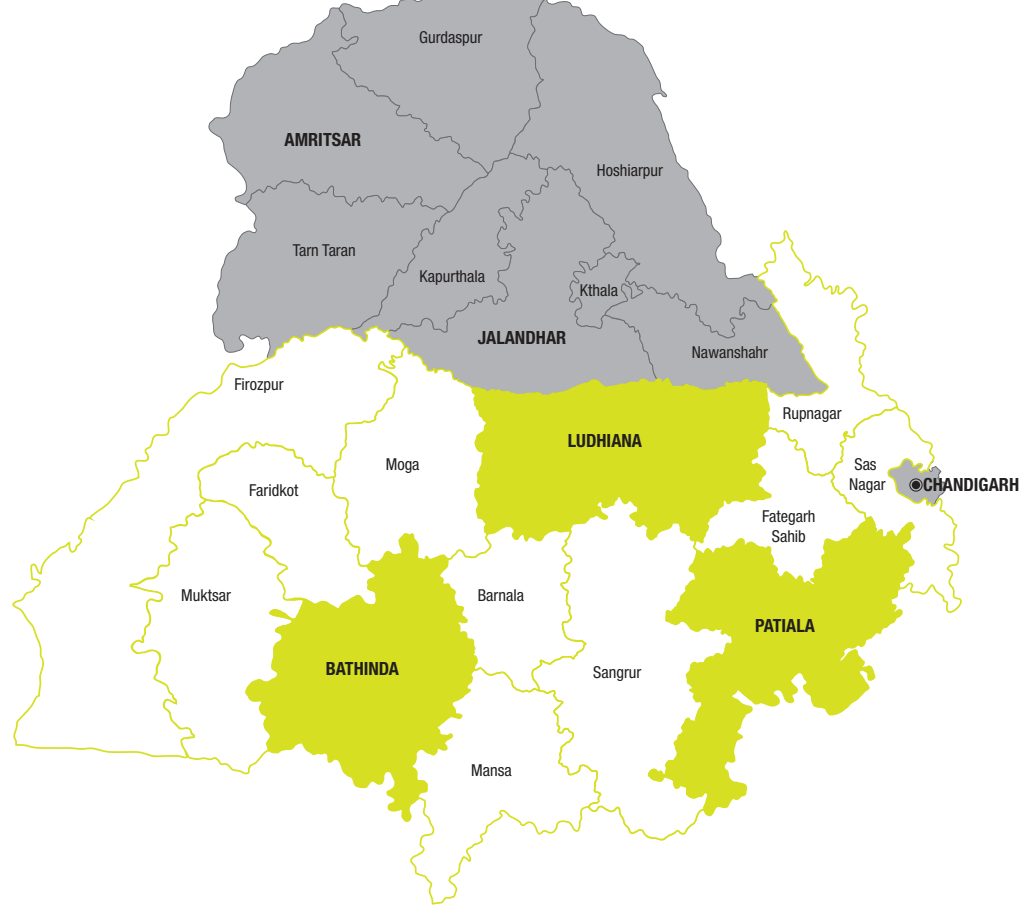 Gurdaspur
AMRITSAR
Hoshiarpur
Tarn Taran
Kapurthala
Kthala
JALANDHAR
Nawanshahr
Firozpur
Rupnagar
LUDHIANA
Moga
Sas
Nagar
CHANDIGARH
Faridkot
Fategarh
Sahib
Muktsar
Barnala
PATIALA
BATHINDA
Sangrur
Mansa